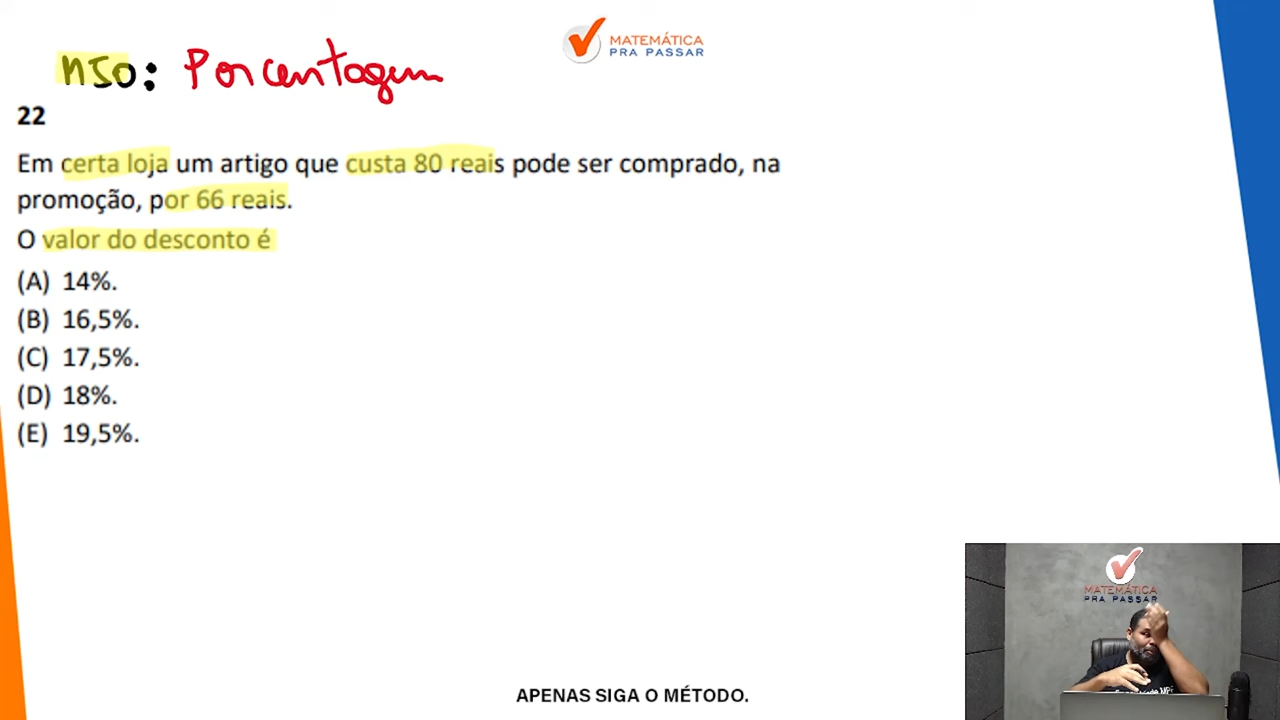 MATEMÁTICA
PRA PASSAR
MJO: Porcentagem
22
Em certa loja um artigo que custa 80 reais pode ser comprado, na
promoção, por 66 reais.
O valor do desconto é
(A) 14%.
(B) 16,5%.
(C) 17,5%.
(D) 18%.
(E) 19,5%.
MATEMÁTICA
PRA PASSAR
APENAS SIGA O MÉTODO.